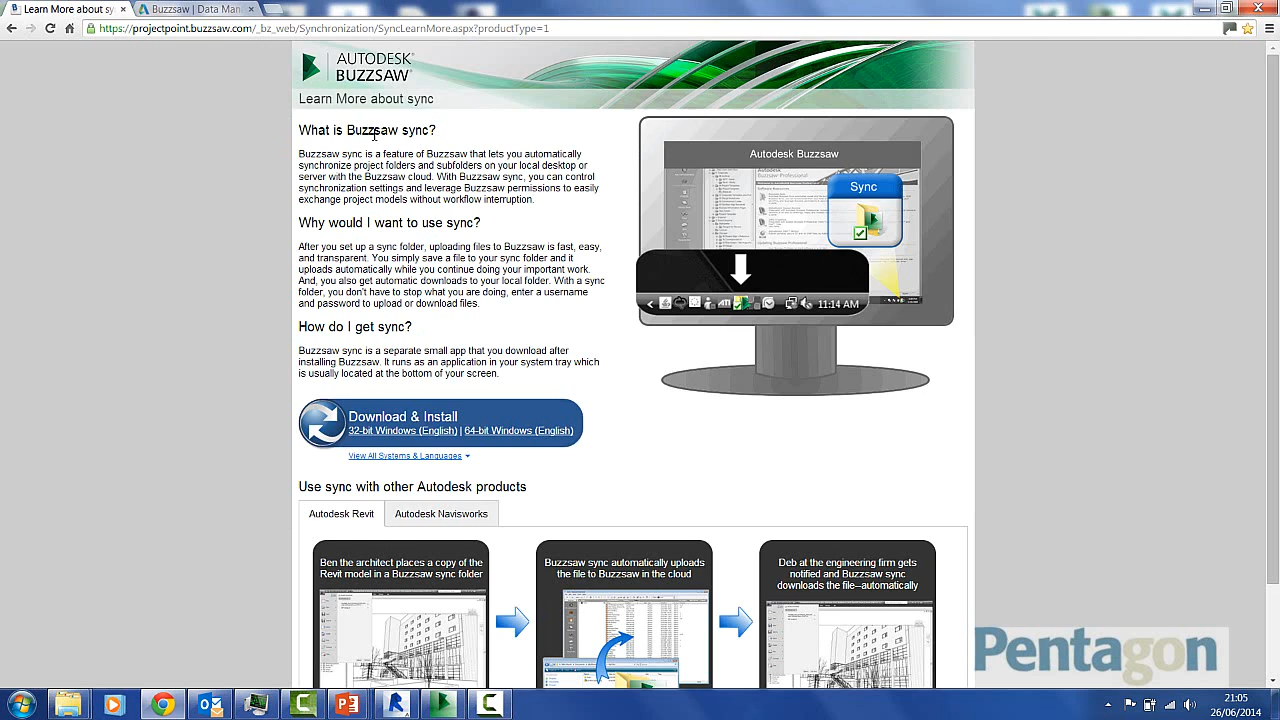 Learn More about sy
Buzzsaw | Data Man
https://projectpoint.buzzsaw.com/_bz_web/Synchronization/SyncLearnMore.aspx?productType=1
AUTODESK®
BUZZSAW®
Learn More about sync
What is Buzzsaw sync?
Buzzsaw sync is a feature of Buzzsaw that lets you automatically
synchronize project folders and subfolders on your local desktop or
server with the Buzzsaw cloud. With Buzzsaw sync, you can control
synchronization settings and use your Buzzsaw permissions to easily
Why would I want to use sync?
After you set up a sync folder, uploading files to Buzzsaw is fast, easy,
and transparent. You simply save a file to your sync folder and it
uploads automatically while you continue doing your important work.
And, you also get automatic downloads to your local folder. With a sync
folder, you don't have to stop what you are doing, enter a username
and password to upload or download files.
How do I get sync?
Buzzsaw sync is a separate small app that you download after
installing Buzzsaw. It runs as an application in your system tray which
is usually located at the bottom of your screen.
Autodesk Buzzsaw
Sync
11:14 AM
Download & Install
32-bit Windows (English) | 64-bit Windows (English)
View All Systems & Languages
Use sync with other Autodesk products
Autodesk Revit
Autodesk Navisworks
Ben the architect places a copy of the
Revit model in a Buzzsaw sync folder
Buzzsaw sync automatically uploads
the file to Buzzsaw in the cloud
Deb at the engineering firm gets
notified and Buzzsaw sync
downloads the file--automatically
Pentagon
21:05
26/06/2014